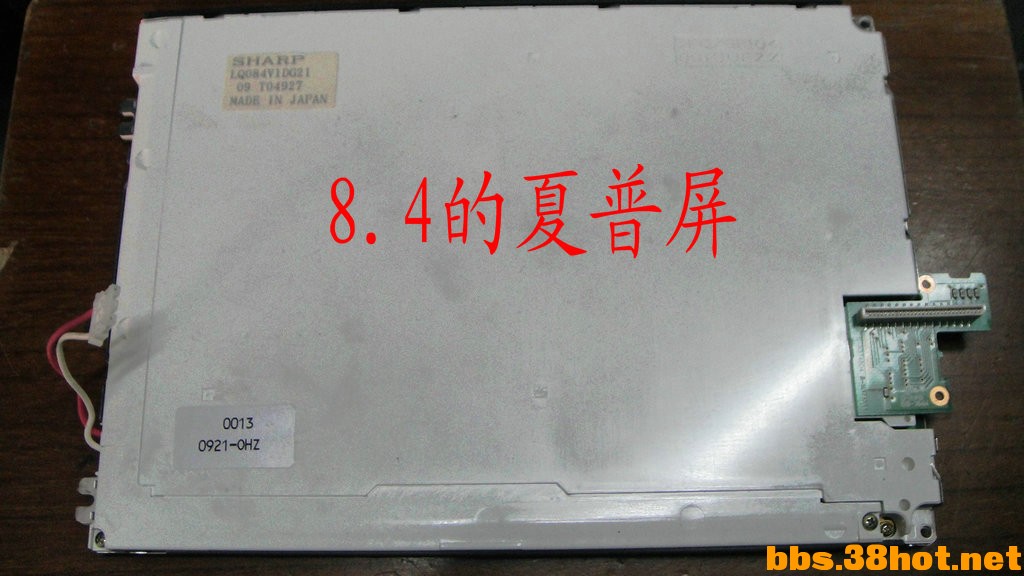 SHARP
LQ084V1DG21
09 T04927
MADE IN JAPAN
8.4的夏普屏
0013
0921-0HZ
bbs.38hot.net